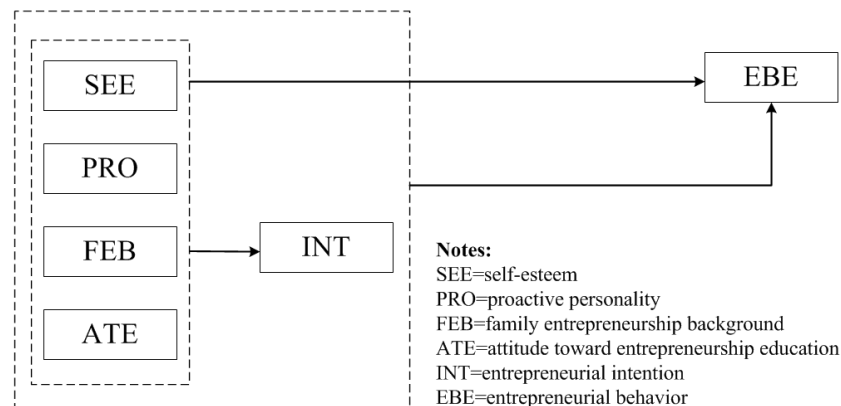 SEE
EBE
PRO
FEB
INT
ATE
Notes:
SEE=self-esteem
PRO=proactive personality
FEB=family entrepreneurship background
ATE=attitude toward entrepreneurship education
INT=entrepreneurial intention
EBE=entrepreneurial behavior